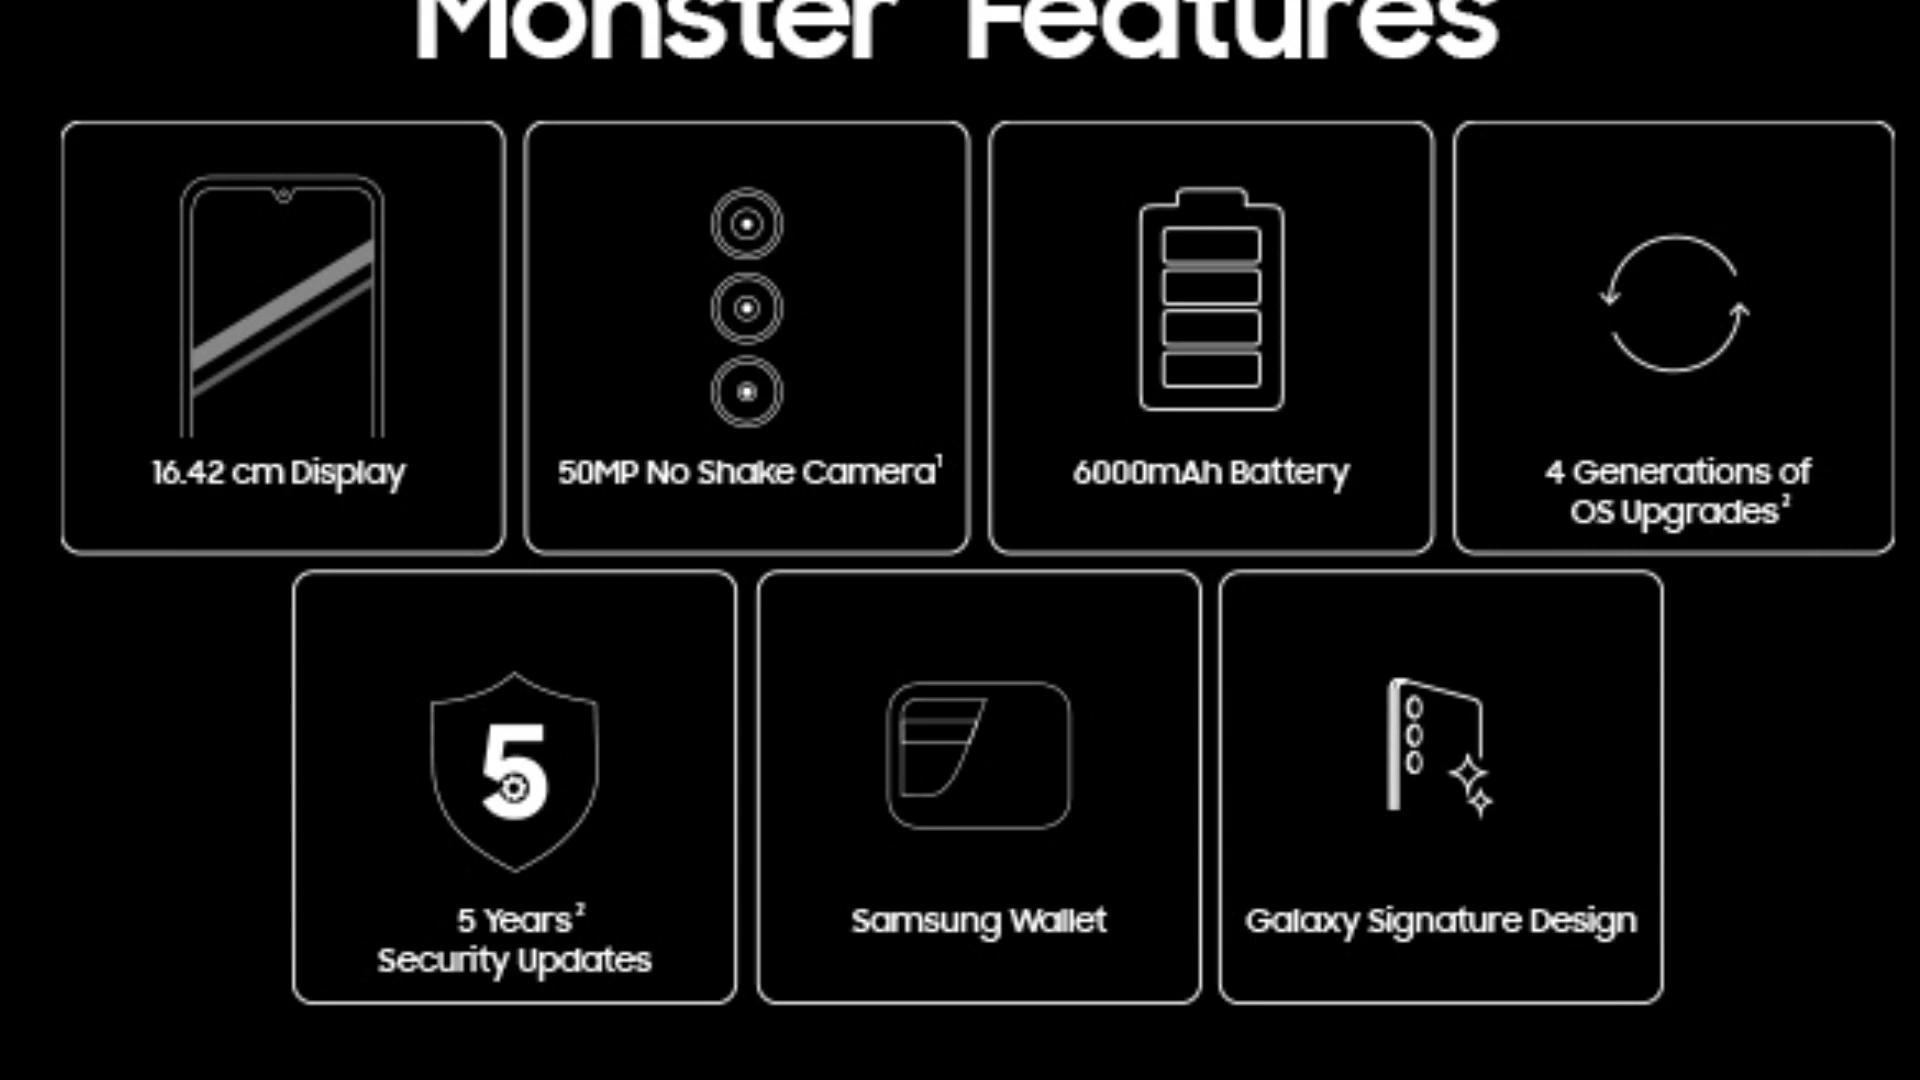 Monster Features
16.42 cm Display
50MP No Shake Camera¹
6000mAh Battery
4 Generations of
OS Upgrades²
5
5 Years²
Security Updates
Samsung Wallet
Galaxy Signature Design